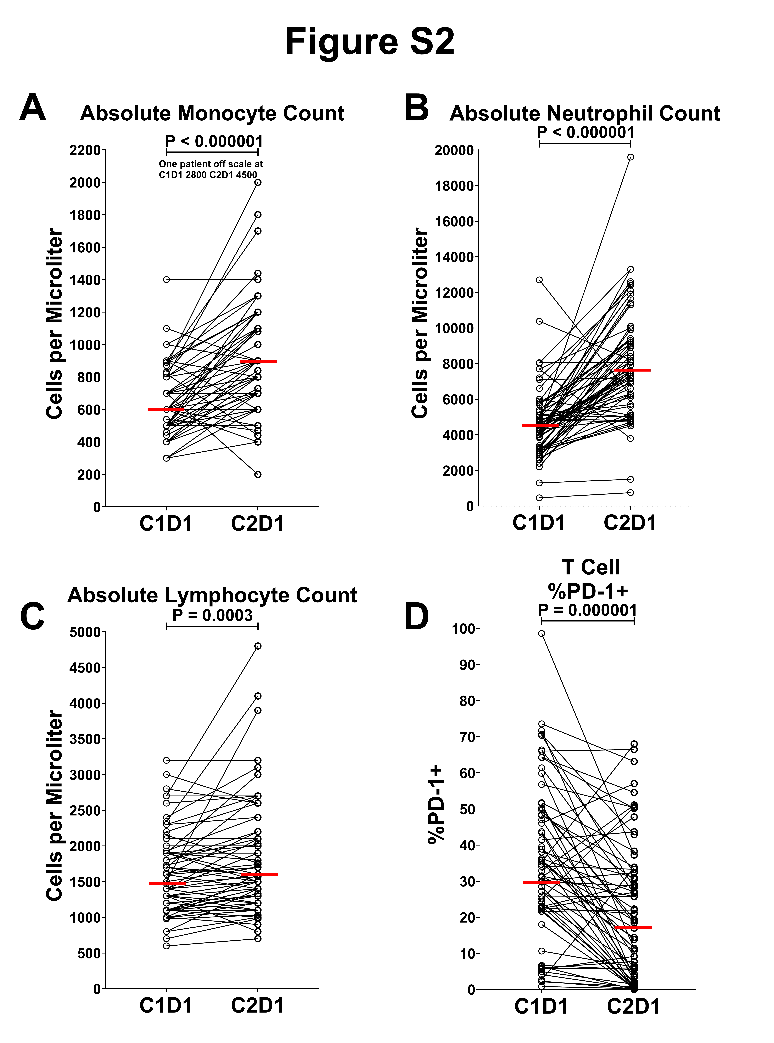 Figure S2
A
Absolute Monocyte Count
P < 0.000001
One patient off scale at
C1D1 2800 C2D1 4500
Cells per Microliter
2200
2000
1800
1600
1400
1200
1000
800
600
400
200
0
C1D1 C2D1
B
Absolute Neutrophil Count
P < 0.000001
Cells per Microliter
20000
18000
16000
14000
12000
10000
8000
6000
4000
2000
0
C1D1 C2D1
C
Absolute Lymphocyte Count
P = 0.0003
Cells per Microliter
5000
4500
4000
3500
3000
2500
2000
1500
1000
500
0
C1D1 C2D1
D
T Cell
%PD-1+
P = 0.000001
%PD-1+
100
90
80
70
60
50
40
30
20
10
0
C1D1 C2D1